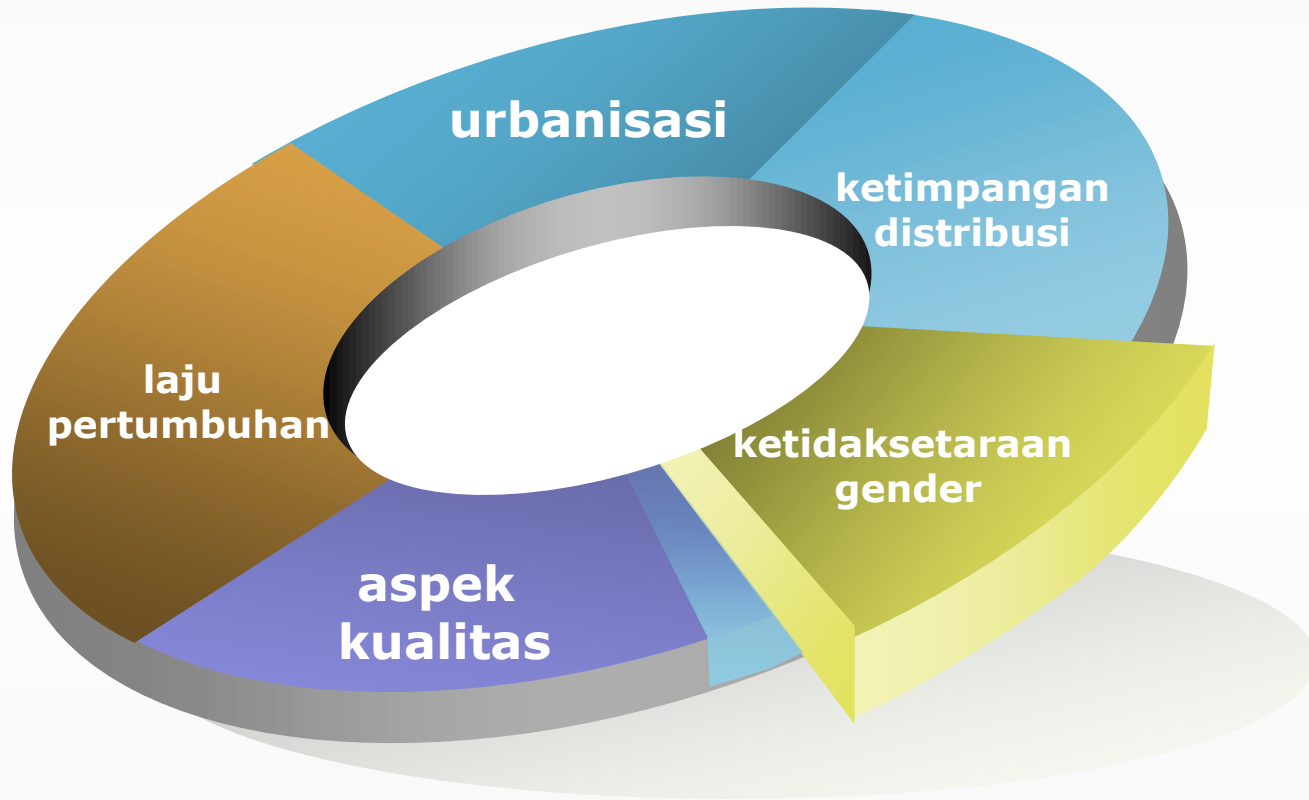 urbanisasi
ketimpangan
distribusi
laju
pertumbuhan
ketidaksetaraan
gender
aspek
kualitas